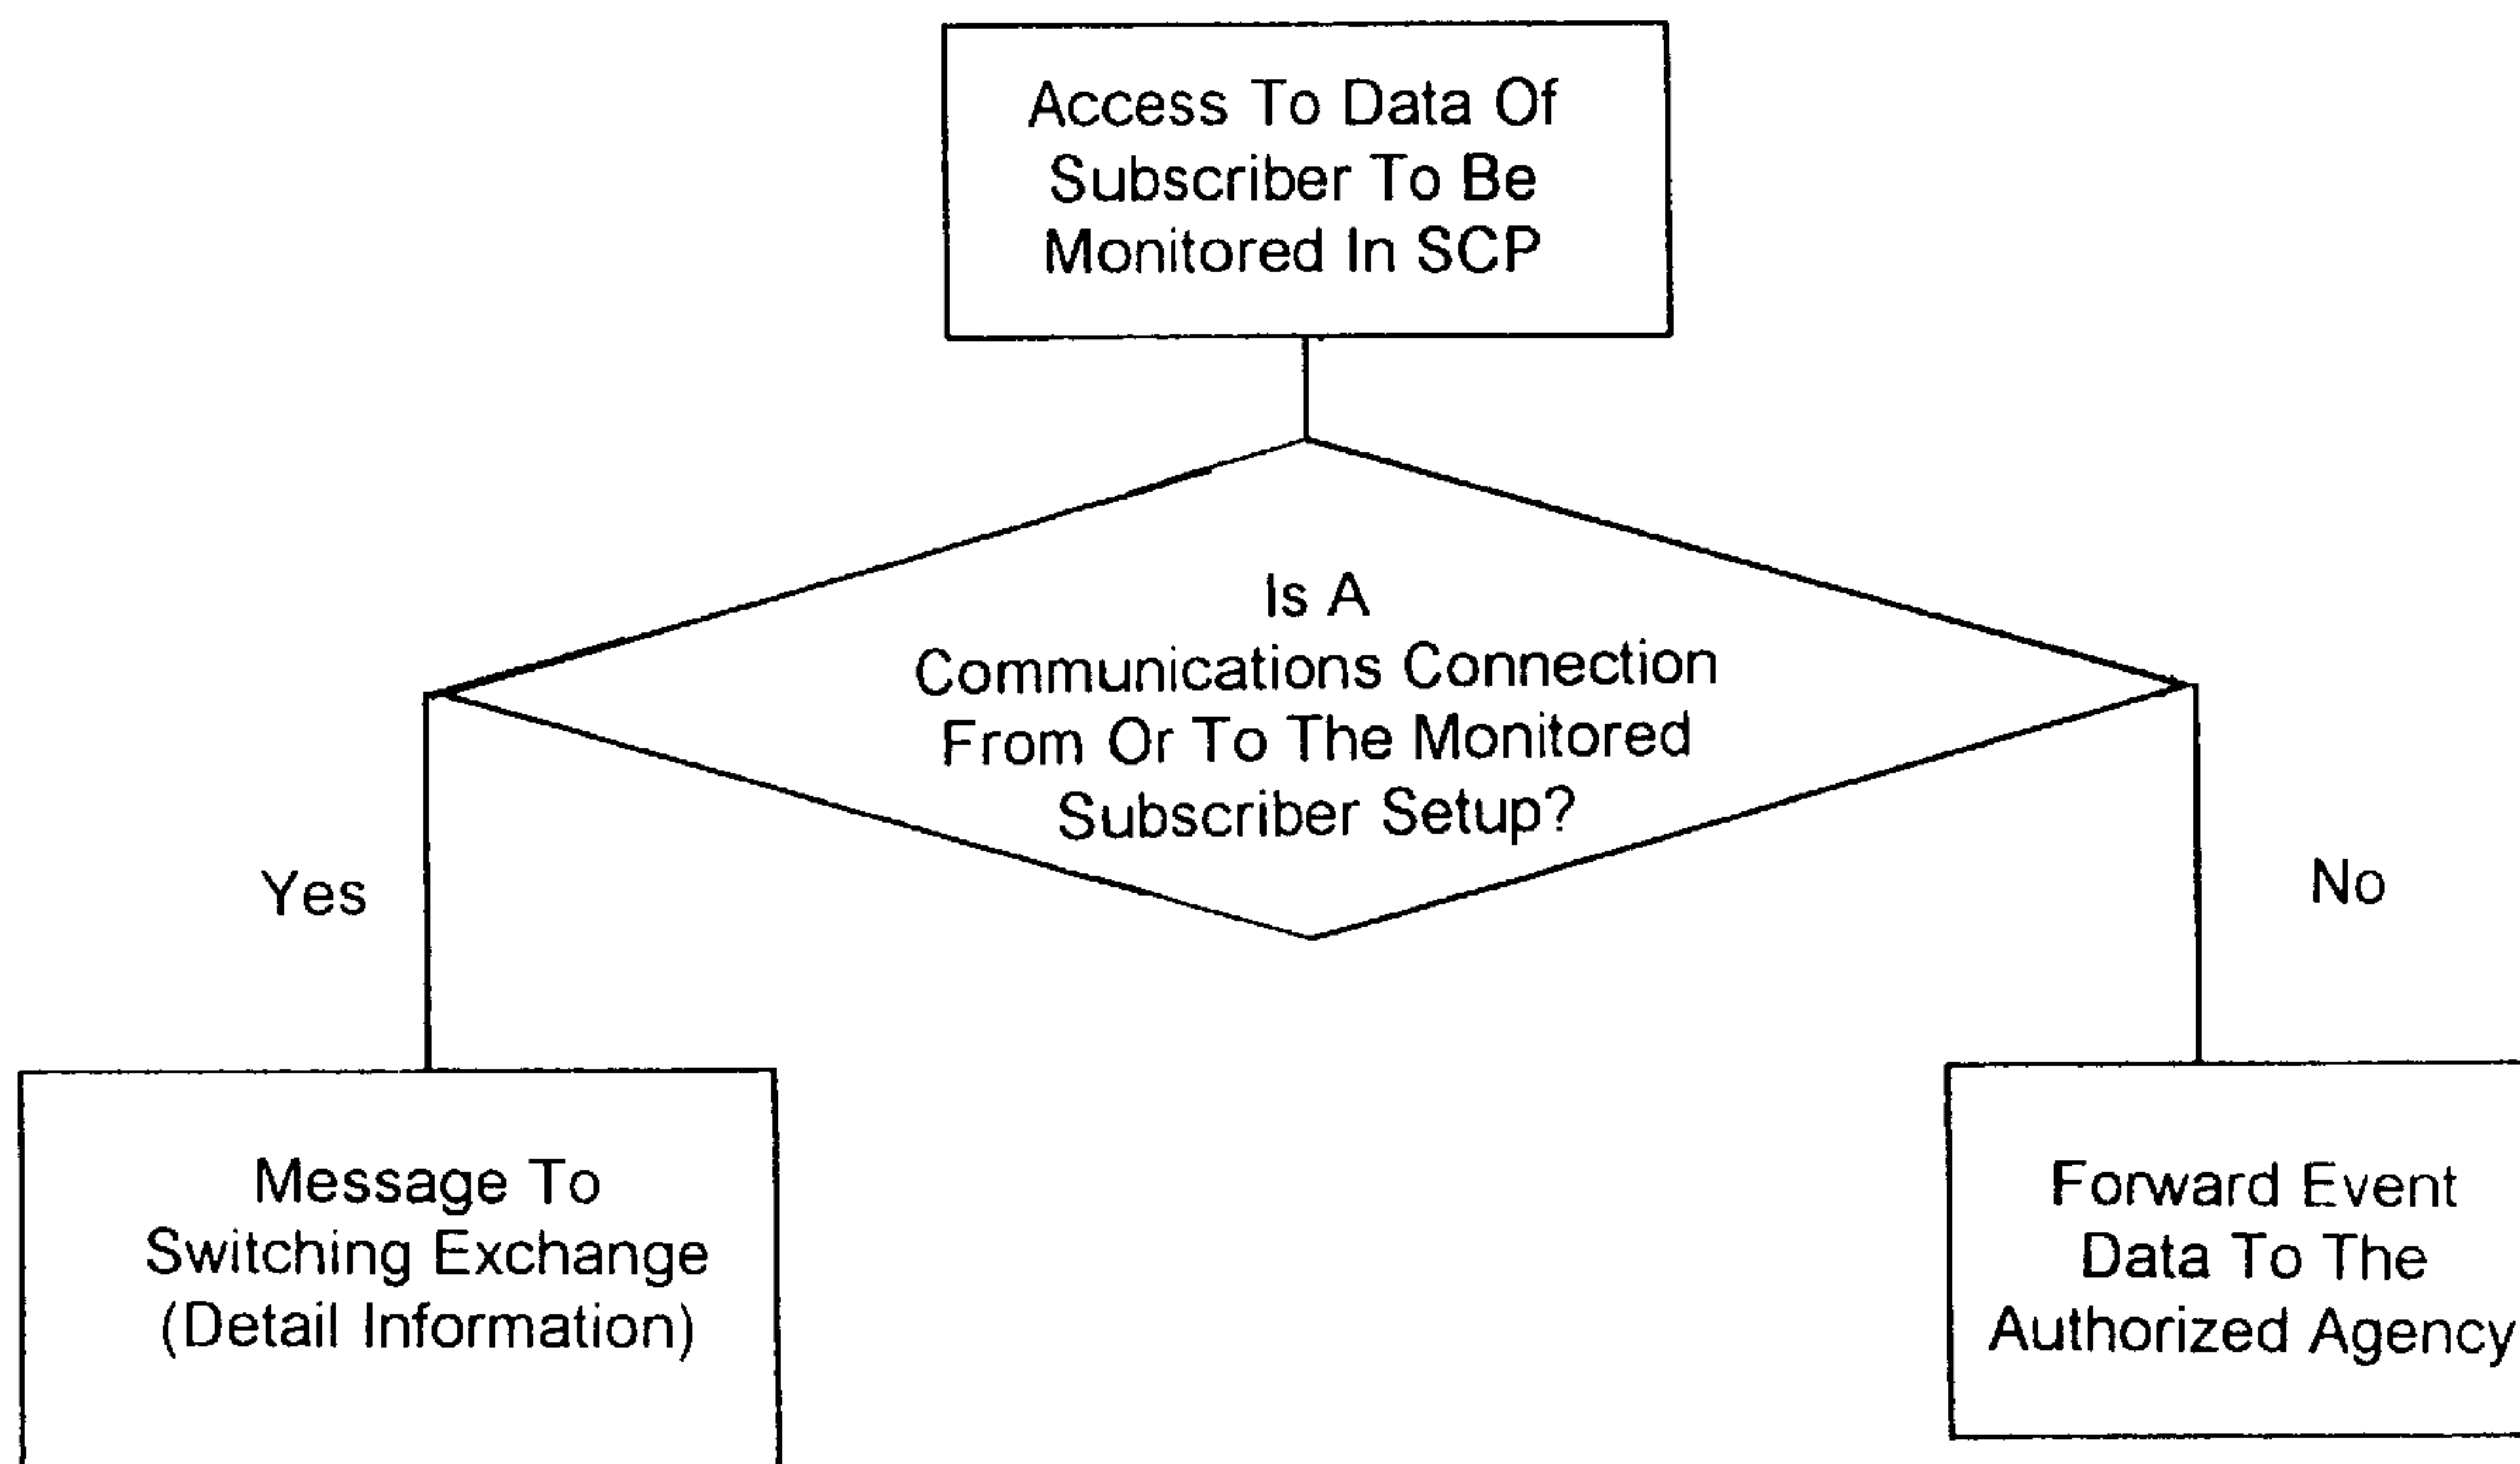 Access To Data Of
Subscriber To Be
Monitored In SCP
Is A
Communications Connection
From Or To The Monitored
Subscriber Setup?
Yes
No
Message To
Switching Exchange
(Detail Information)
Forward Event
Data To The
Authorized Agency